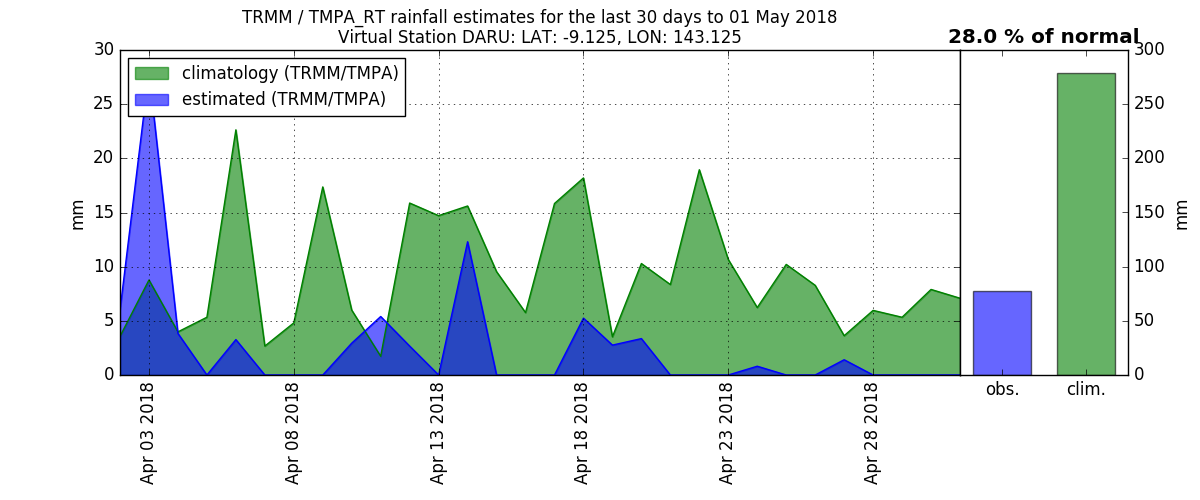 TRMM / TMPA_RT rainfall estimates for the last 30 days to 01 May 2018
Virtual Station DARU: LAT: -9.125, LON: 143.125
28.0 % of normal
climatology (TRMM/TMPA)
estimated (TRMM/TMPA)
30
25
20
15
10
5
0
mm
Apr 03 2018
Apr 08 2018
Apr 13 2018
Apr 18 2018
Apr 23 2018
Apr 28 2018
obs.
clim.
300
250
200
150
100
50
0
mm